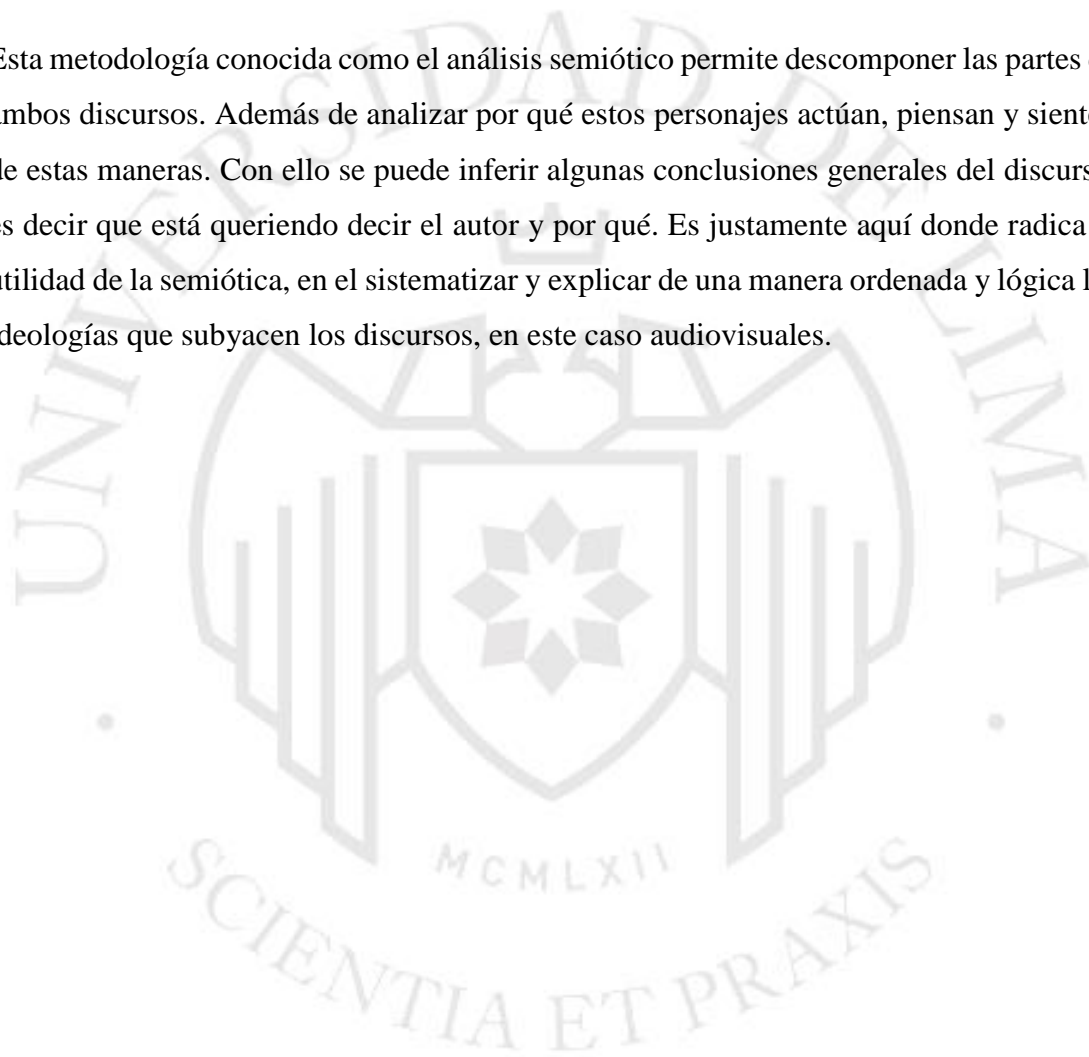 Esta metodología conocida como el análisis semiótico permite descomponer las partes
ambos discursos. Además de analizar por qué estos personajes actúan, piensan y
de estas maneras. Con ello se puede inferir algunas conclusiones generales del
es decir que está queriendo decir el autor y por qué. Es justamente aquí donde radica
utilidad de la semiótica, en el sistematizar y explicar de una manera ordenada y lógica
ideologías que subyacen los discursos, en este caso audiovisuales.
UNIVERSIDAD DE LIMA
MCMLXII
SCIENTIA ET PRAXIS